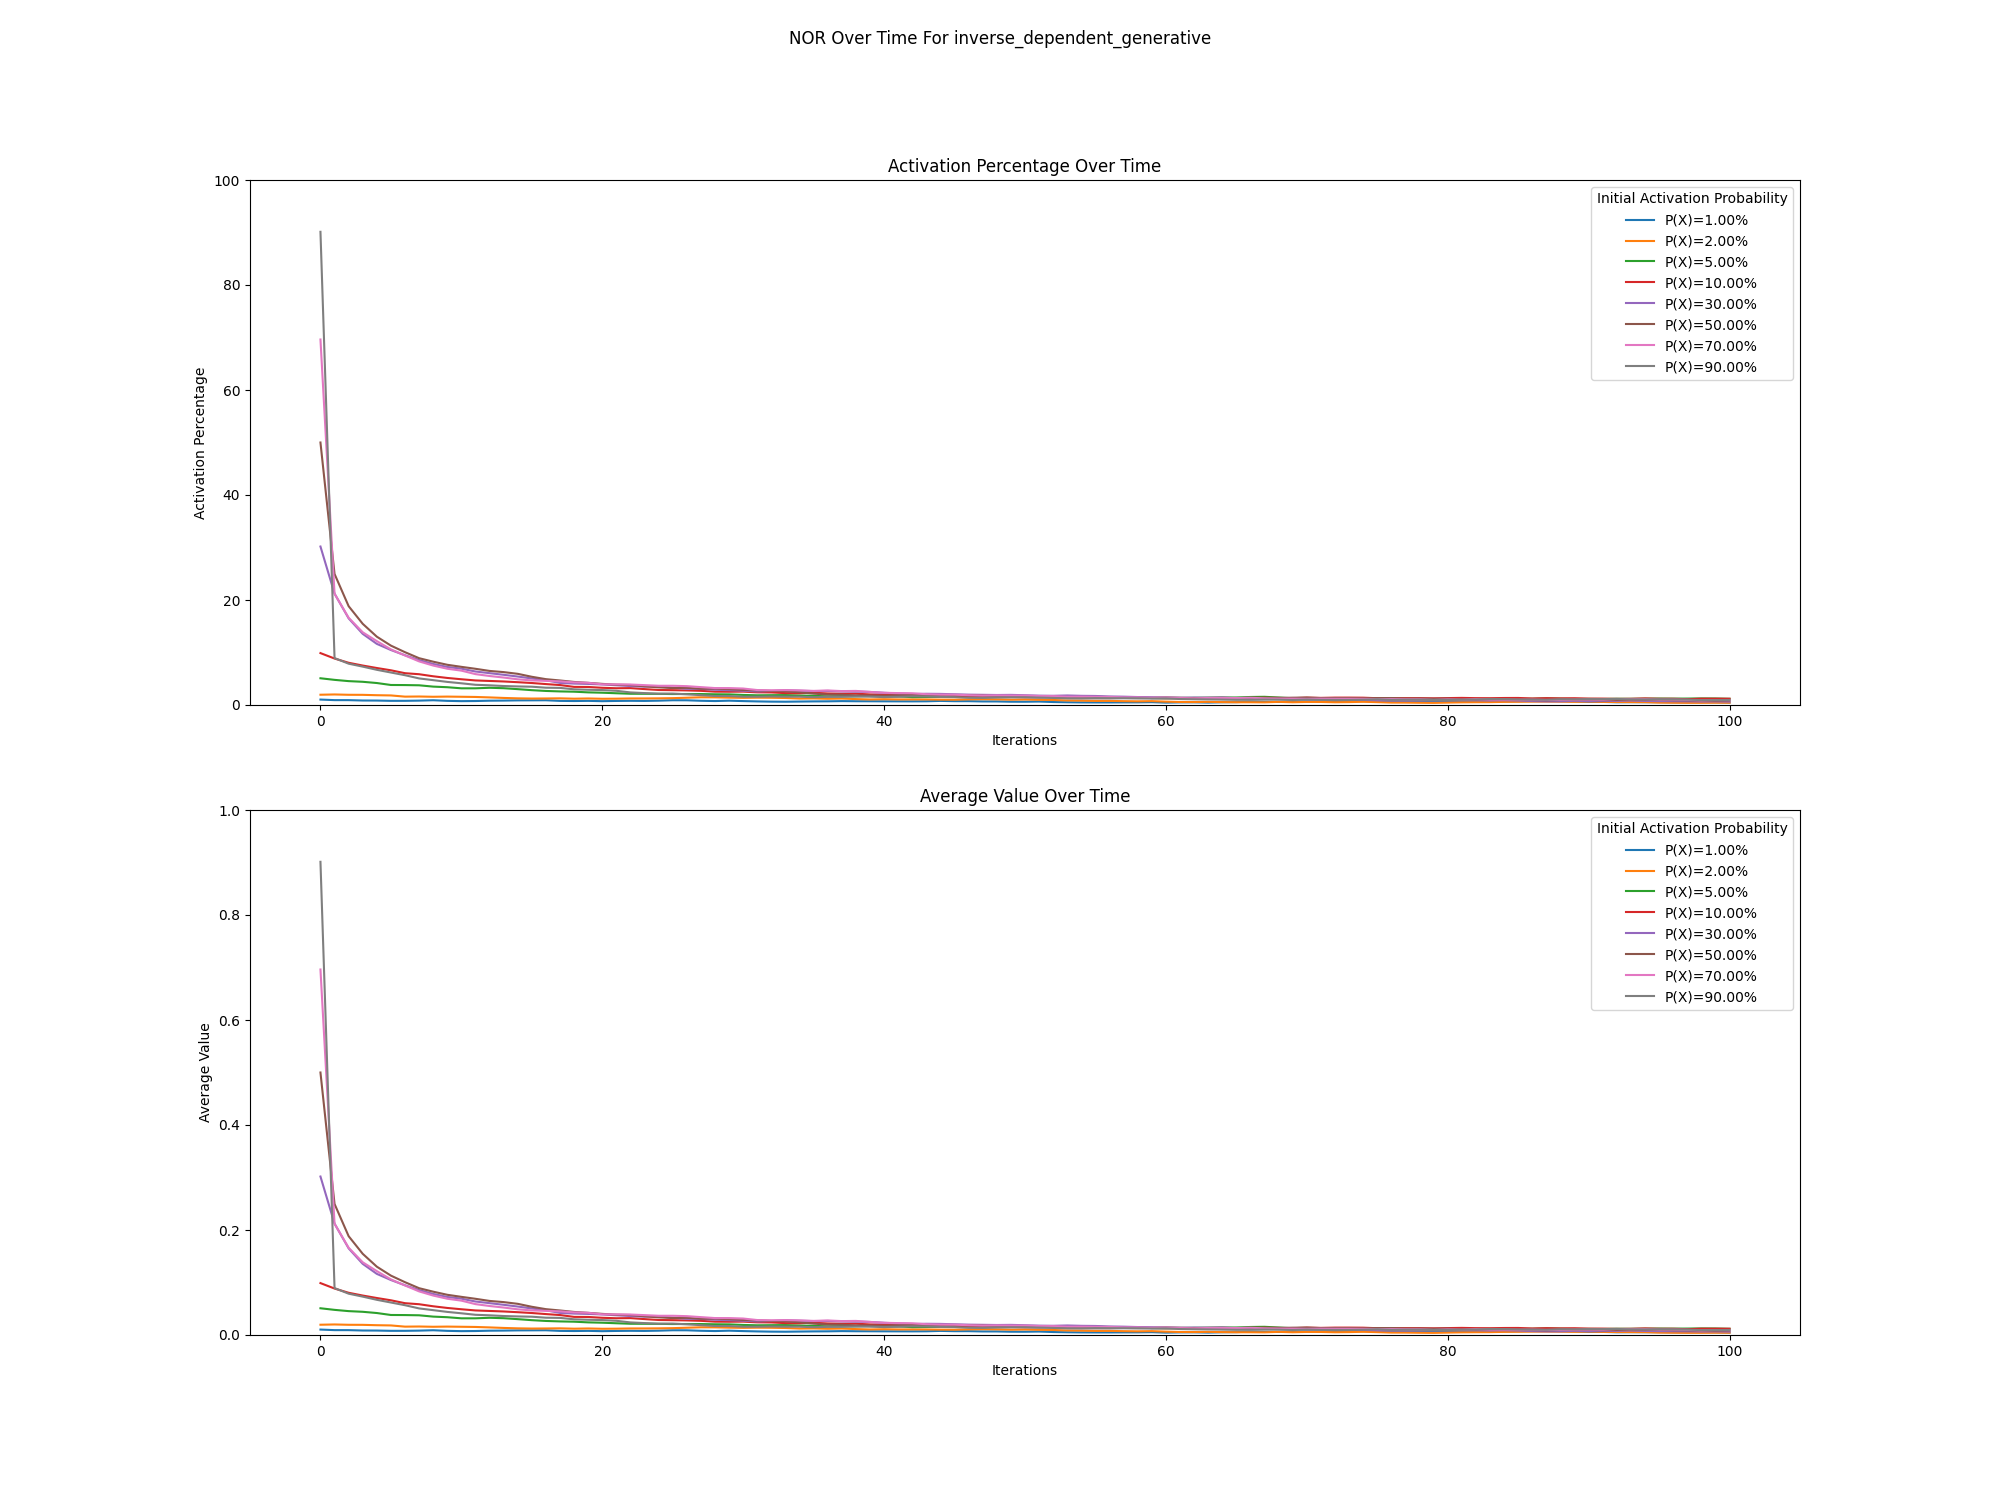 NOR Over Time For inverse_dependent_generative
Activation Percentage Over Time
Activation Percentage
100
80
60
40
20
0
Initial Activation Probability
P(X)=1.00%
P(X)=2.00%
P(X)=5.00%
P(X)=10.00%
P(X)=30.00%
P(X)=50.00%
P(X)=70.00%
P(X)=90.00%
0 20 40 60 80 100
Iterations
Average Value Over Time
Average Value
1.0
0.8
0.6
0.4
0.2
0.0
Initial Activation Probability
P(X)=1.00%
P(X)=2.00%
P(X)=5.00%
P(X)=10.00%
P(X)=30.00%
P(X)=50.00%
P(X)=70.00%
P(X)=90.00%
0 20 40 60 80 100
Iterations